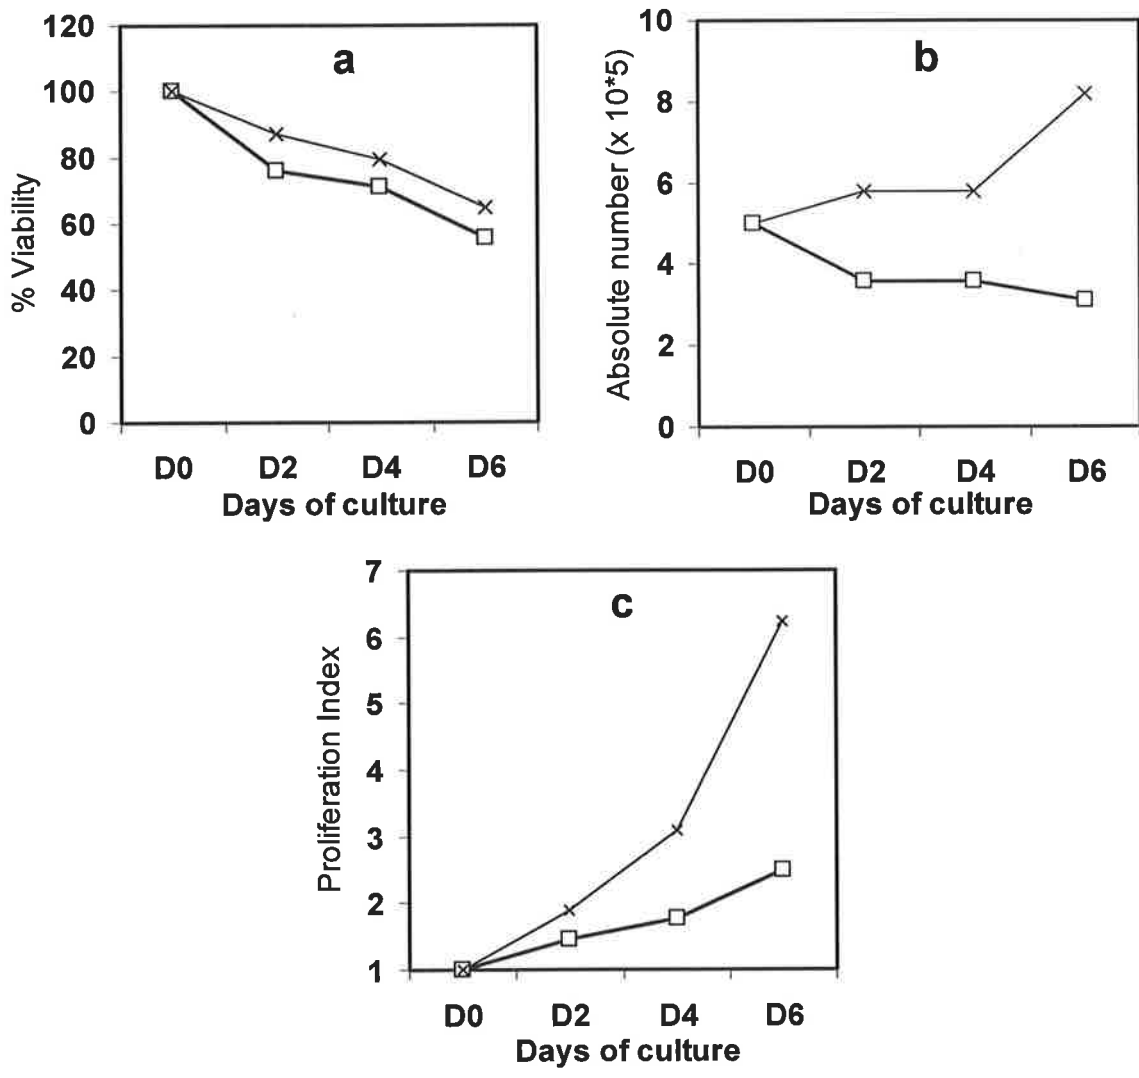 a
% Viability
120
100
80
60
40
20
0
D0 D2 D4 D6
Days of culture
b
Absolute number (x 10*5)
10
8
6
4
2
0
D0 D2 D4 D6
Days of culture
c
Proliferation Index
7
6
5
4
3
2
1
D0 D2 D4 D6
Days of culture